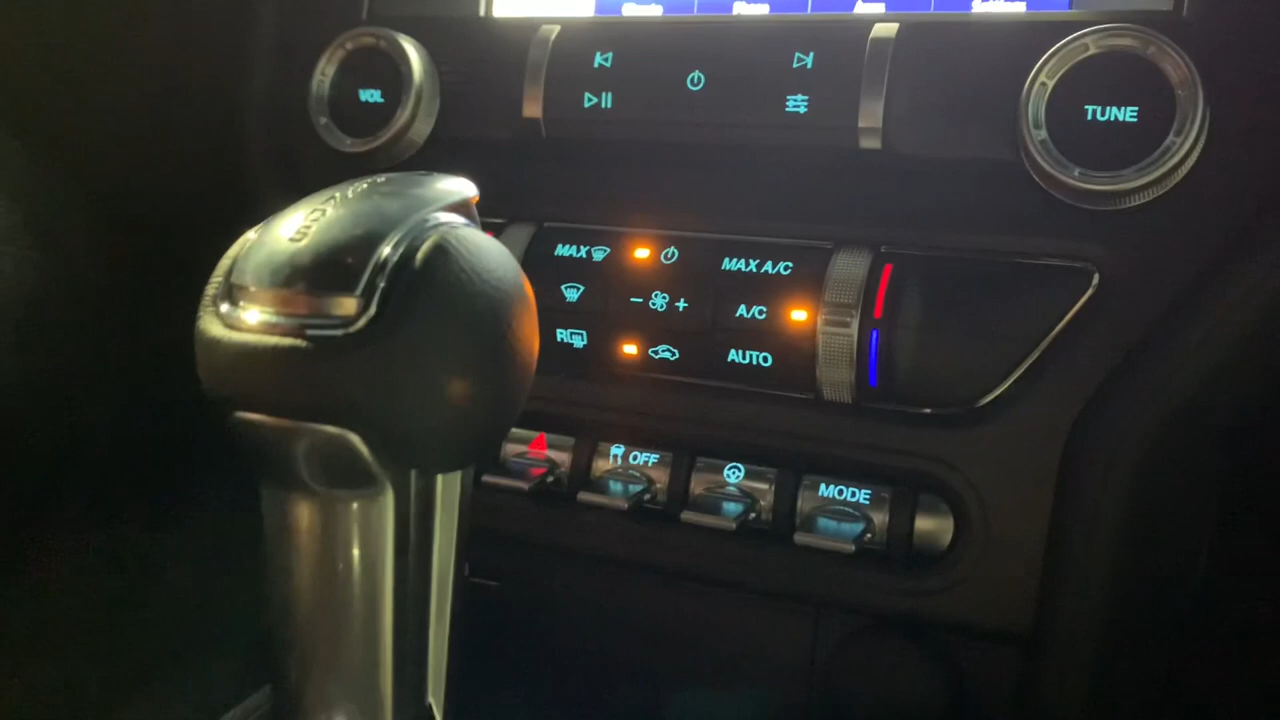 VOL
TUNE
MAX
MAX A/C
A/C
R
AUTO
OFF
MODE